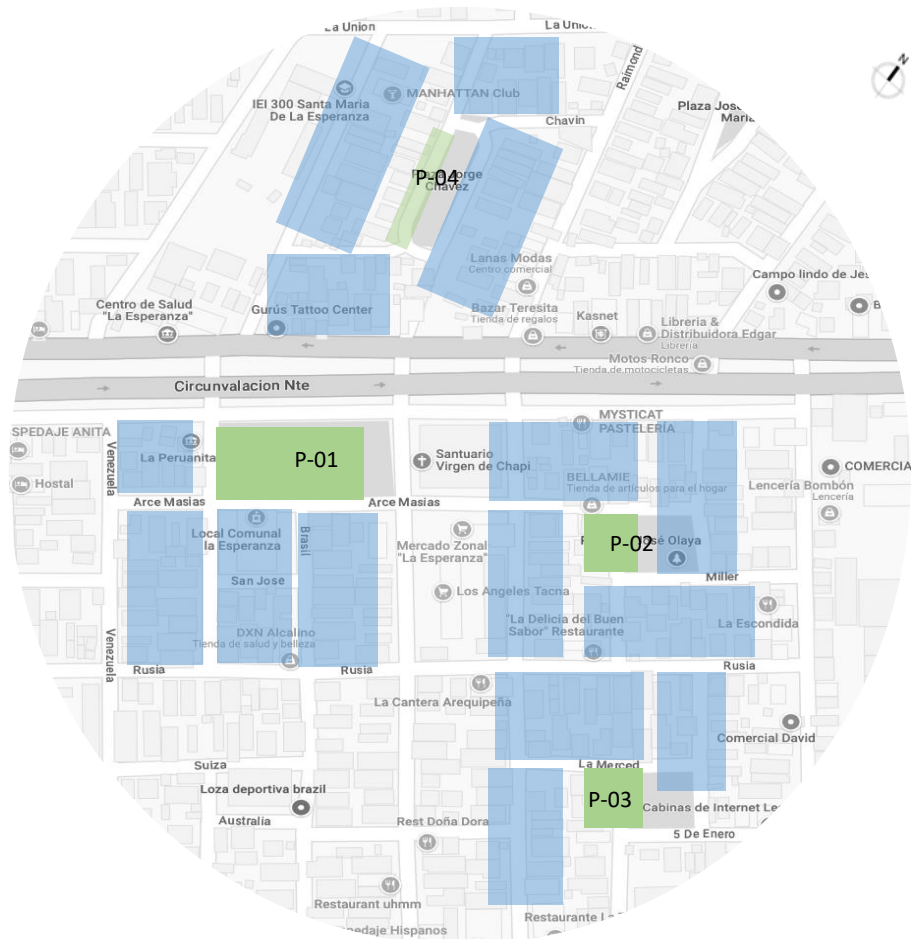 La Union
La Union
N
Raimond
MANHATTAN Club
IEI 300 Santa Maria
De La Esperanza
Plaza Jose
Maria
Chavin
P-04
Chavez
Lanas Modas
Centro comercial
Campo lindo de Jes
Centro de Salud
"La Esperanza"
Gurús Tattoo Center
Bazar Teresita
Tienda de regalos
Kasnet
B
Libreria &
Distribuidora Edgar
Librería
Motos Ronco
Tienda de motocicletas
Circunvalacion Nte
MYSTICAT
PASTELERÍA
SPEDAJE ANITA
Venezuela
La Peruanita
P-01
Santuario
Virgen de Chapi
COMERCIA
Hostal
BELLAMIE
Tienda de artículos para el hogar
Lencería Bombón
Lencería
Arce Masias
Arce Masias
Local Comunal
la Esperanza
Brasil
Mercado Zonal
"La Esperanza"
P-02
José Olaya
San José
Miller
Los Angeles Tacna
"La Delicia del Buen
Sabor" Restaurante
La Escondida
DXN Alcalino
Tienda de salud y belleza
Venezuela
Rusia
Rusia
Rusia
La Cantera Arequipeña
Comercial David
Suiza
La Merced
Loza deportiva brazil
Australia
P-03
Cabinas de Internet Le
Rest Doña Dora
5 De Enero
Restaurant uhmm
Restaurante L
pedaje Hispanos